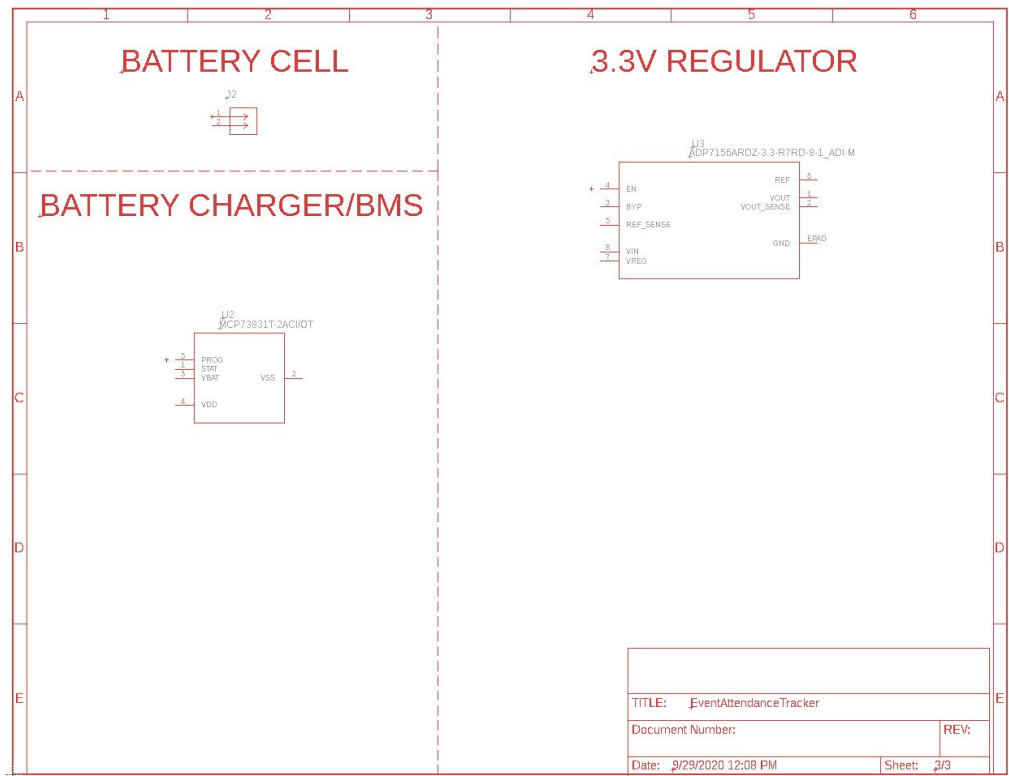 1 2 3 4 5 6
A A
B B
C C
D D
E E
BATTERY CELL
J2
1
2
BATTERY CHARGER/BMS
U2
MCP73831T-2ACI/OT
5 PROG
1 STAT
3 VBAT
VSS 2
4 VDD
3.3V REGULATOR
U3
ADP7156ARDZ-3.3-R7RD-8-1_ADI-M
REF 6
4 EN
VOUT 1
3 BYP
VOUT_SENSE 2
5 REF_SENSE
GND EPAD
8 VIN
7 VREG
TITLE: EventAttendanceTracker
Document Number:
REV:
Date: 9/29/2020 12:08 PM
Sheet: 3/3